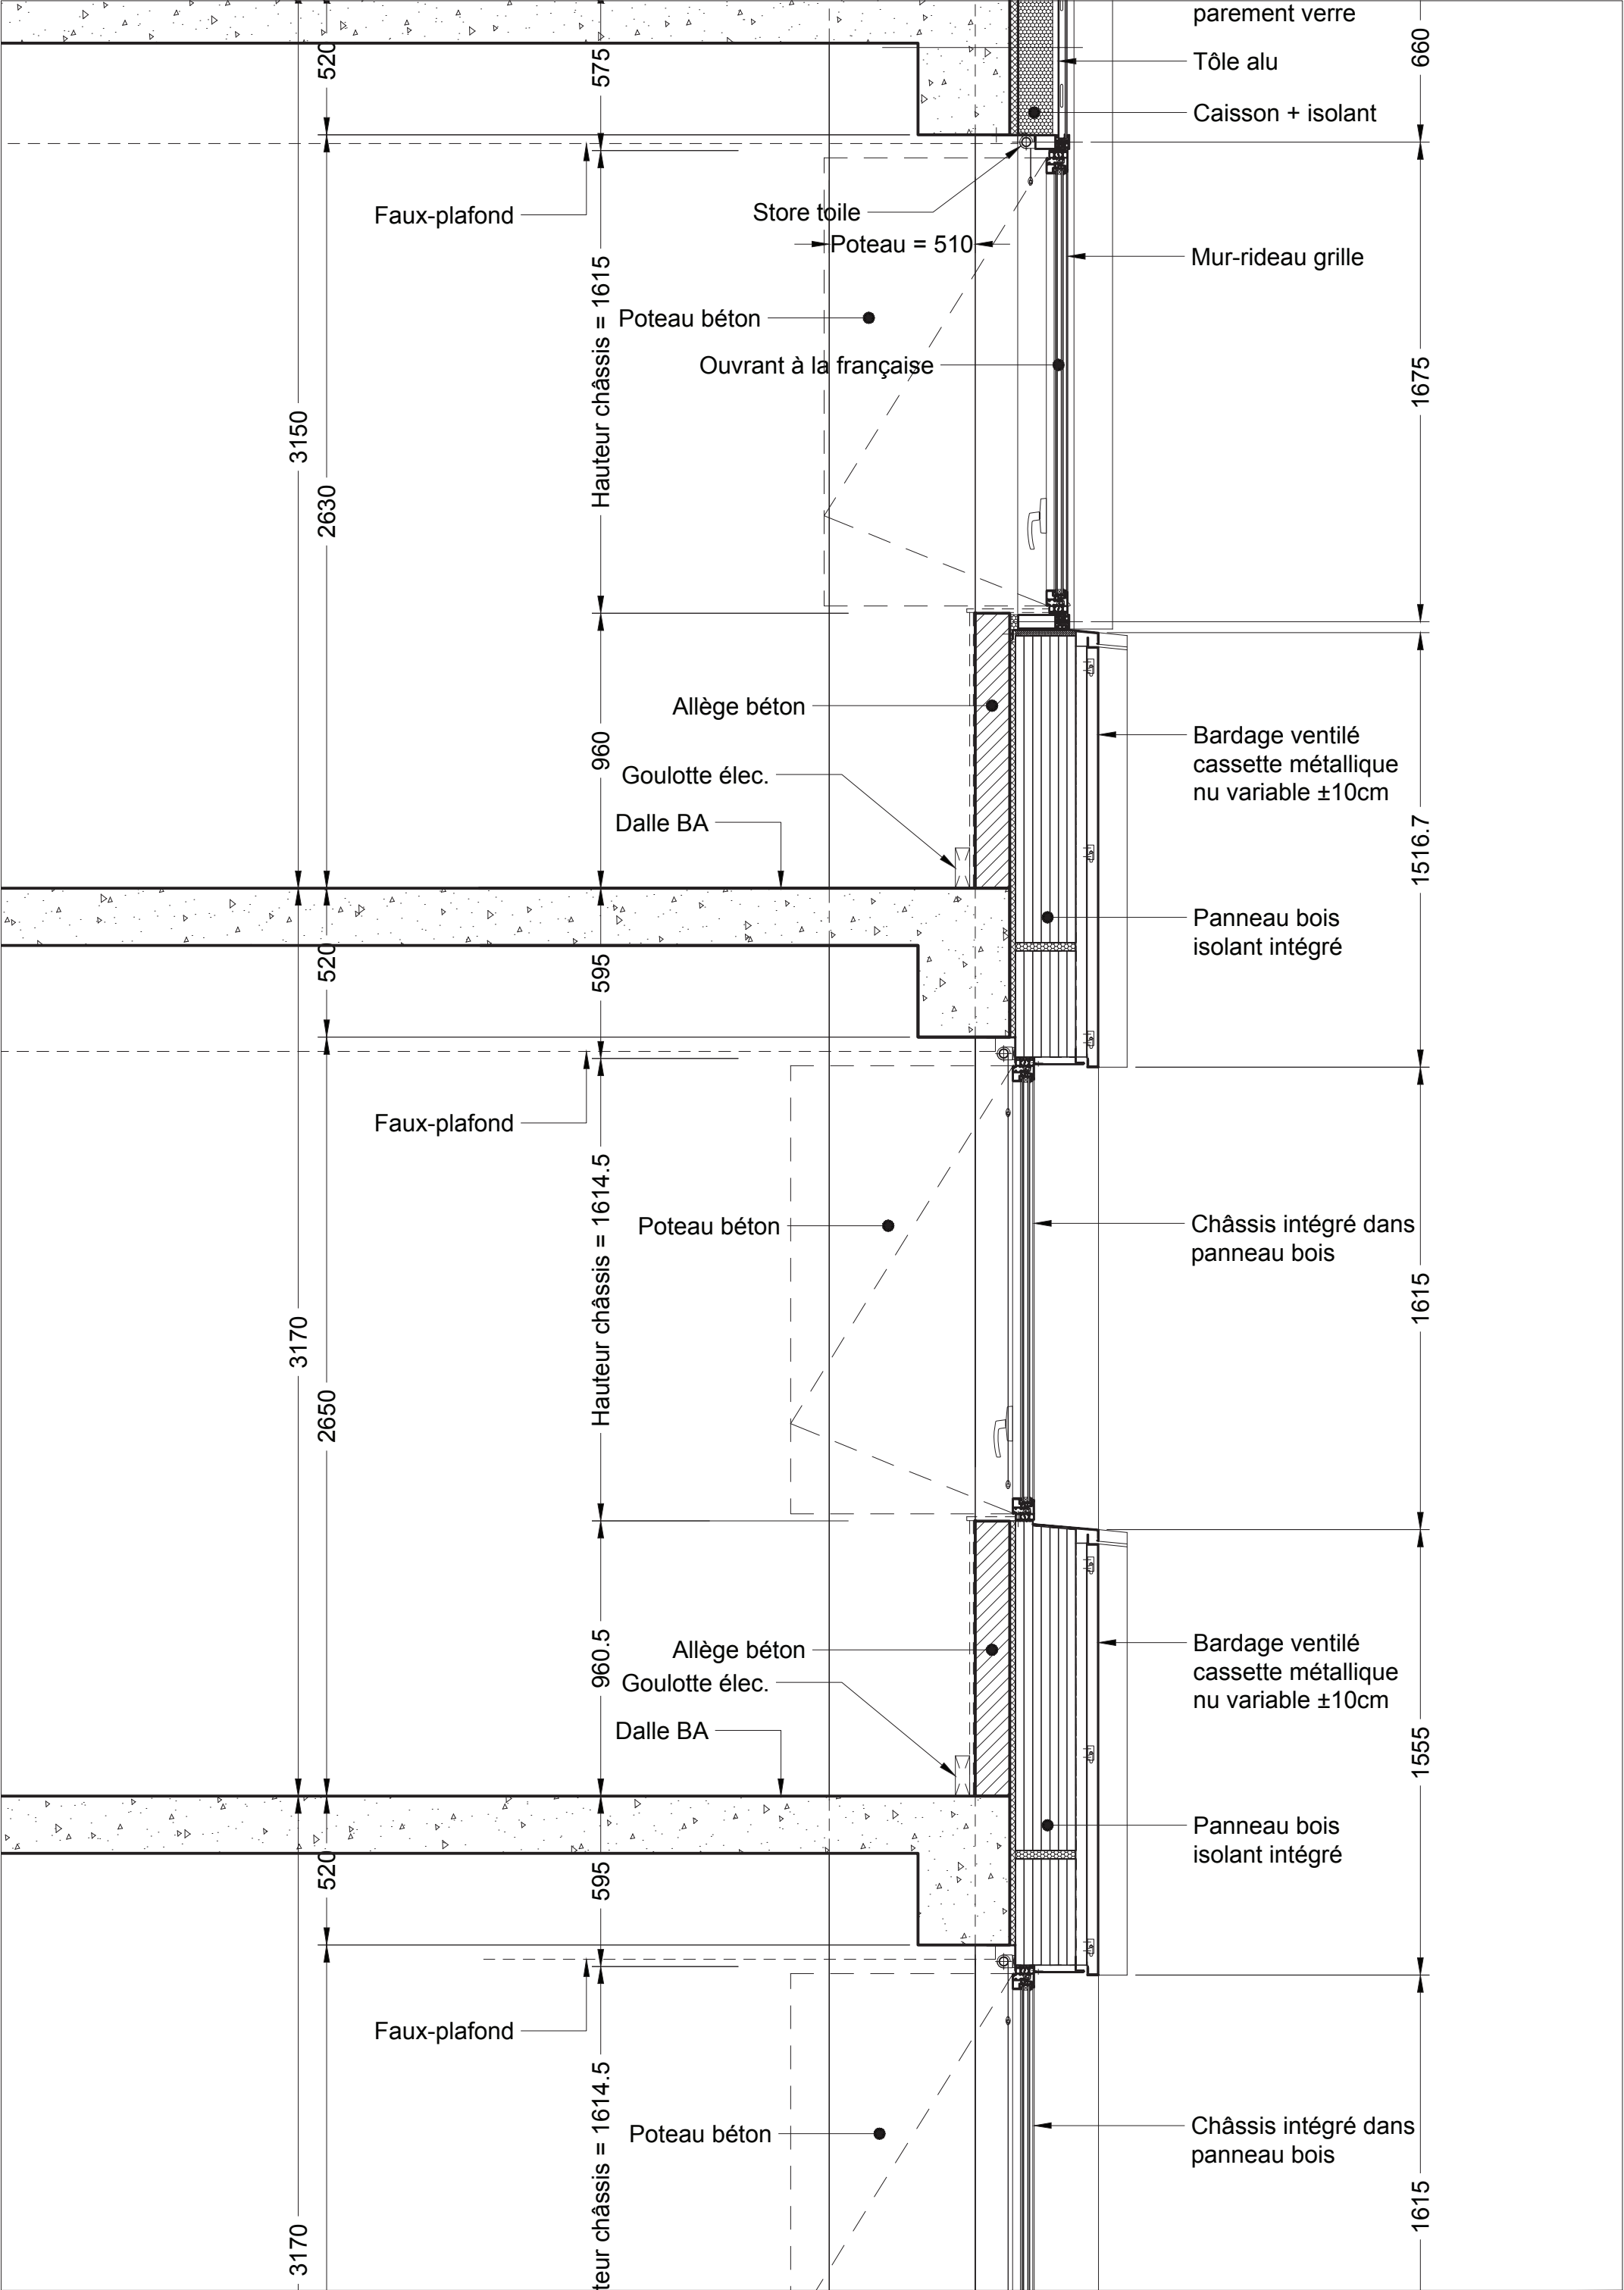 parement verre
520
575
660
Tôle alu
Caisson + isolant
Faux-plafond
Store toile
Poteau = 510
Mur-rideau grille
Hauteur châssis = 1615
Poteau béton
Ouvrant à la française
1675
3150
2630
Allège béton
960
Bardage ventilé
cassette métallique
nu variable ±10cm
Goulotte élec.
Dalle BA
1516.7
Panneau bois
isolant intégré
520
595
Faux-plafond
Hauteur châssis = 1614.5
Poteau béton
Châssis intégré dans
panneau bois
1615
3170
2650
Allège béton
960.5
Goulotte élec.
Bardage ventilé
cassette métallique
nu variable ±10cm
Dalle BA
1555
Panneau bois
isolant intégré
520
595
Faux-plafond
teur châssis = 1614.5
Poteau béton
Châssis intégré dans
panneau bois
1615
3170